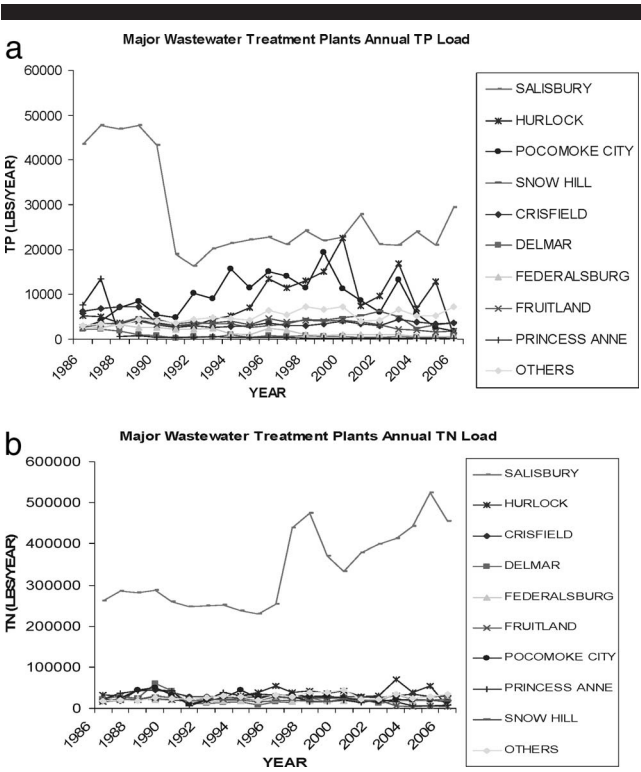 a
Major Wastewater Treatment Plants Annual TP Load
60000
50000
40000
30000
20000
10000
0
TP (LBS/YEAR)
1986
1988
1990
1992
1994
1996
1998
2000
2002
2004
2006
YEAR
SALISBURY
HURLOCK
POCOMOKE CITY
SNOW HILL
CRISFIELD
DELMAR
FEDERALSBURG
FRUITLAND
PRINCESS ANNE
OTHERS
b
Major Wastewater Treatment Plants Annual TN Load
600000
500000
400000
300000
200000
100000
0
TN (LBS/YEAR)
1986
1988
1990
1992
1994
1996
1998
2000
2002
2004
2006
YEAR
SALISBURY
HURLOCK
CRISFIELD
DELMAR
FEDERALSBURG
FRUITLAND
POCOMOKE CITY
PRINCESS ANNE
SNOW HILL
OTHERS